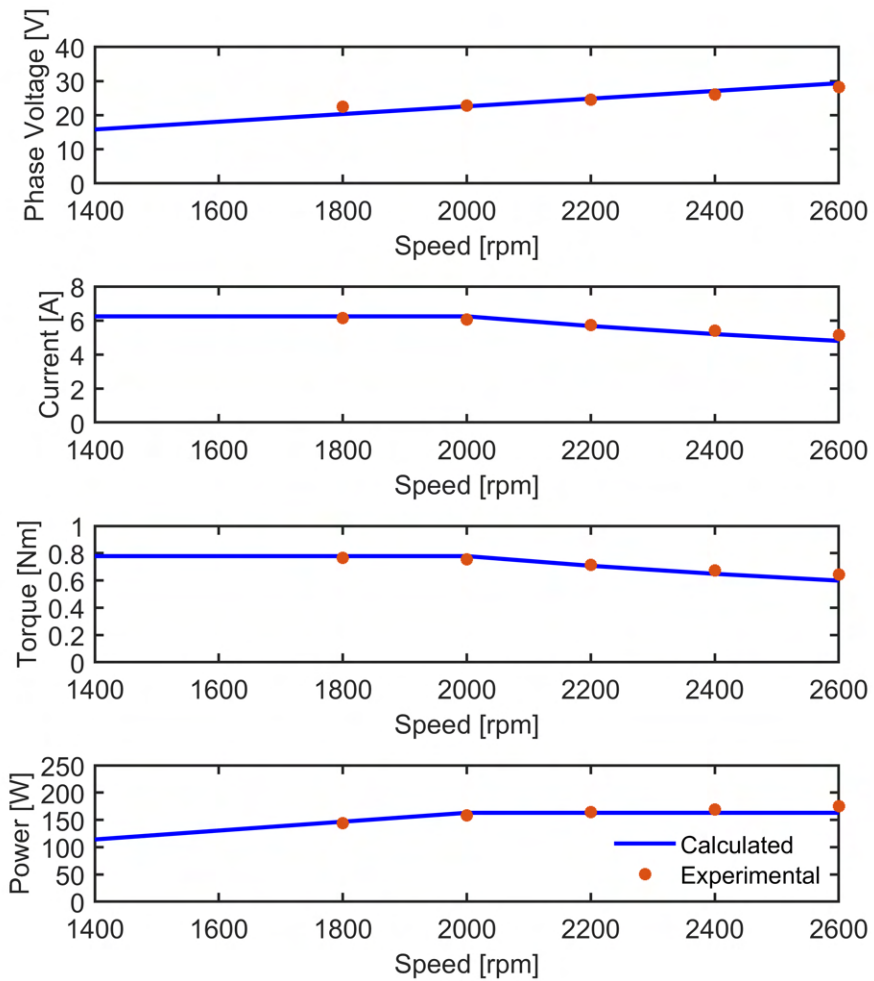 Phase Voltage [V]
40
30
20
10
0
1400 1600 1800 2000 2200 2400 2600
Speed [rpm]
Current [A]
8
6
4
2
0
1400 1600 1800 2000 2200 2400 2600
Speed [rpm]
Torque [Nm]
1
0.8
0.6
0.4
0.2
0
1400 1600 1800 2000 2200 2400 2600
Speed [rpm]
Power [W]
250
200
150
100
50
0
Calculated
Experimental
1400 1600 1800 2000 2200 2400 2600
Speed [rpm]